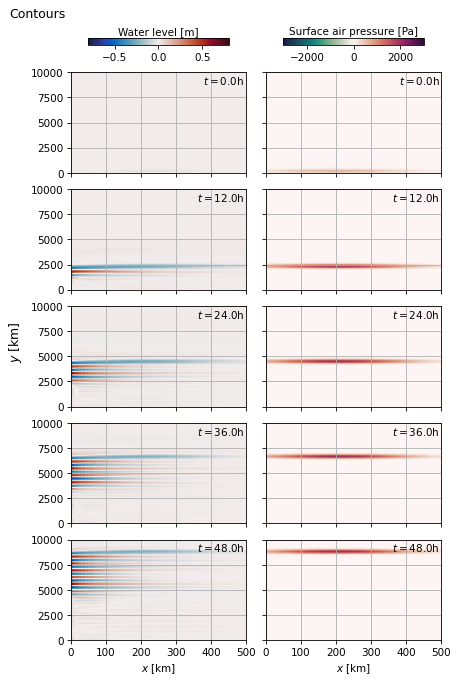 Contours
Water level [m]
Surface air pressure [Pa]
−0.5 0.0 0.5
−2000 0 2000
10000
7500
5000
2500
0
t = 0.0h
t = 0.0h
10000
7500
5000
2500
0
t = 12.0h
t = 12.0h
10000
7500
5000
2500
0
t = 24.0h
t = 24.0h
y [km]
10000
7500
5000
2500
0
t = 36.0h
t = 36.0h
10000
7500
5000
2500
0
t = 48.0h
t = 48.0h
0 100 200 300 400 500
0 100 200 300 400 500
x [km]
x [km]